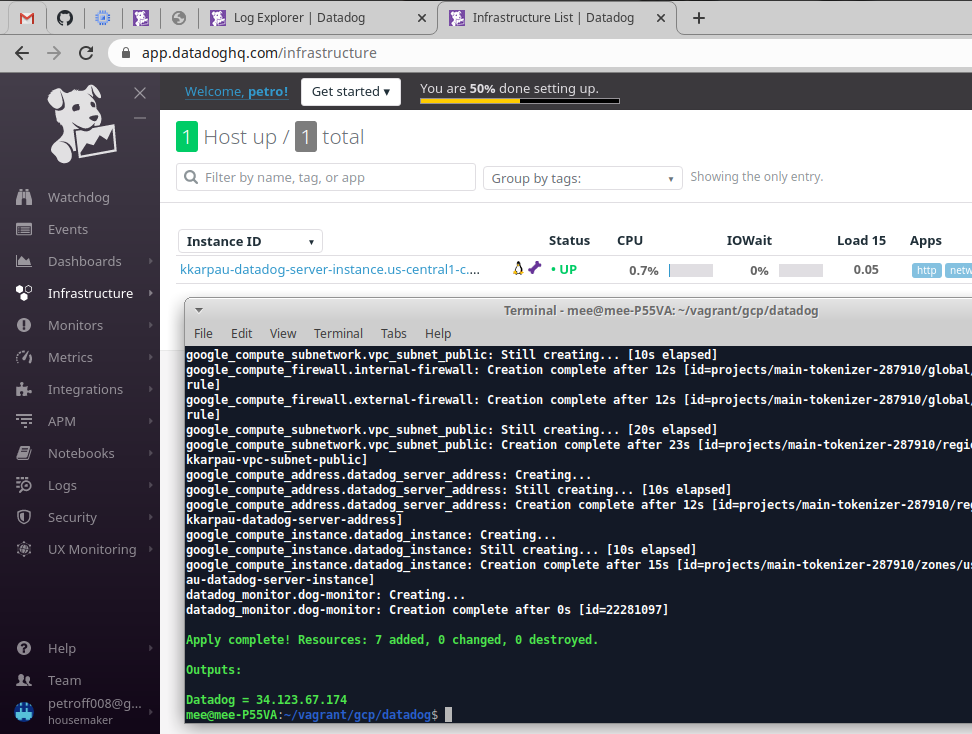 Log Explorer | Datadog
Infrastructure List | Datadog
app.datadoghq.com/infrastructure
Welcome, petro!
Get started ▾
You are 50% done setting up.
1 Host up / 1 total
Filter by name, tag, or app
Group by tags:
Showing the only entry.
Instance ID
Status
CPU
IOWait
Load 15
Apps
kkarpau-datadog-server-instance.us-central1-c....
• UP
0.7%
0%
0.05
http
netw
Watchdog
Events
Dashboards
Infrastructure
Monitors
Metrics
Integrations
APM
Notebooks
Logs
Security
UX Monitoring
Help
Team
petroff008@g...
housemaker
Terminal - mee@mee-P55VA: ~/vagrant/gcp/datadog
File Edit View Terminal Tabs Help
google_compute_subnetwork.vpc_subnet_public: Still creating... [10s elapsed]
google_compute_firewall.internal-firewall: Creation complete after 12s [id=projects/main-tokenizer-287910/global/
rule]
google_compute_firewall.external-firewall: Creation complete after 12s [id=projects/main-tokenizer-287910/global/
rule]
google_compute_subnetwork.vpc_subnet_public: Still creating... [20s elapsed]
google_compute_subnetwork.vpc_subnet_public: Creation complete after 23s [id=projects/main-tokenizer-287910/regi
kkarpau-vpc-subnet-public]
google_compute_address.datadog_server_address: Creating...
google_compute_address.datadog_server_address: Still creating... [10s elapsed]
google_compute_address.datadog_server_address: Creation complete after 12s [id=projects/main-tokenizer-287910/reg
kkarpau-datadog-server-address]
google_compute_instance.datadog_instance: Creating...
google_compute_instance.datadog_instance: Still creating... [10s elapsed]
google_compute_instance.datadog_instance: Creation complete after 15s [id=projects/main-tokenizer-287910/zones/us
au-datadog-server-instance]
datadog_monitor.dog-monitor: Creating...
datadog_monitor.dog-monitor: Creation complete after 0s [id=22281097]
Apply complete! Resources: 7 added, 0 changed, 0 destroyed.
Outputs:
Datadog = 34.123.67.174
mee@mee-P55VA:~/vagrant/gcp/datadog$